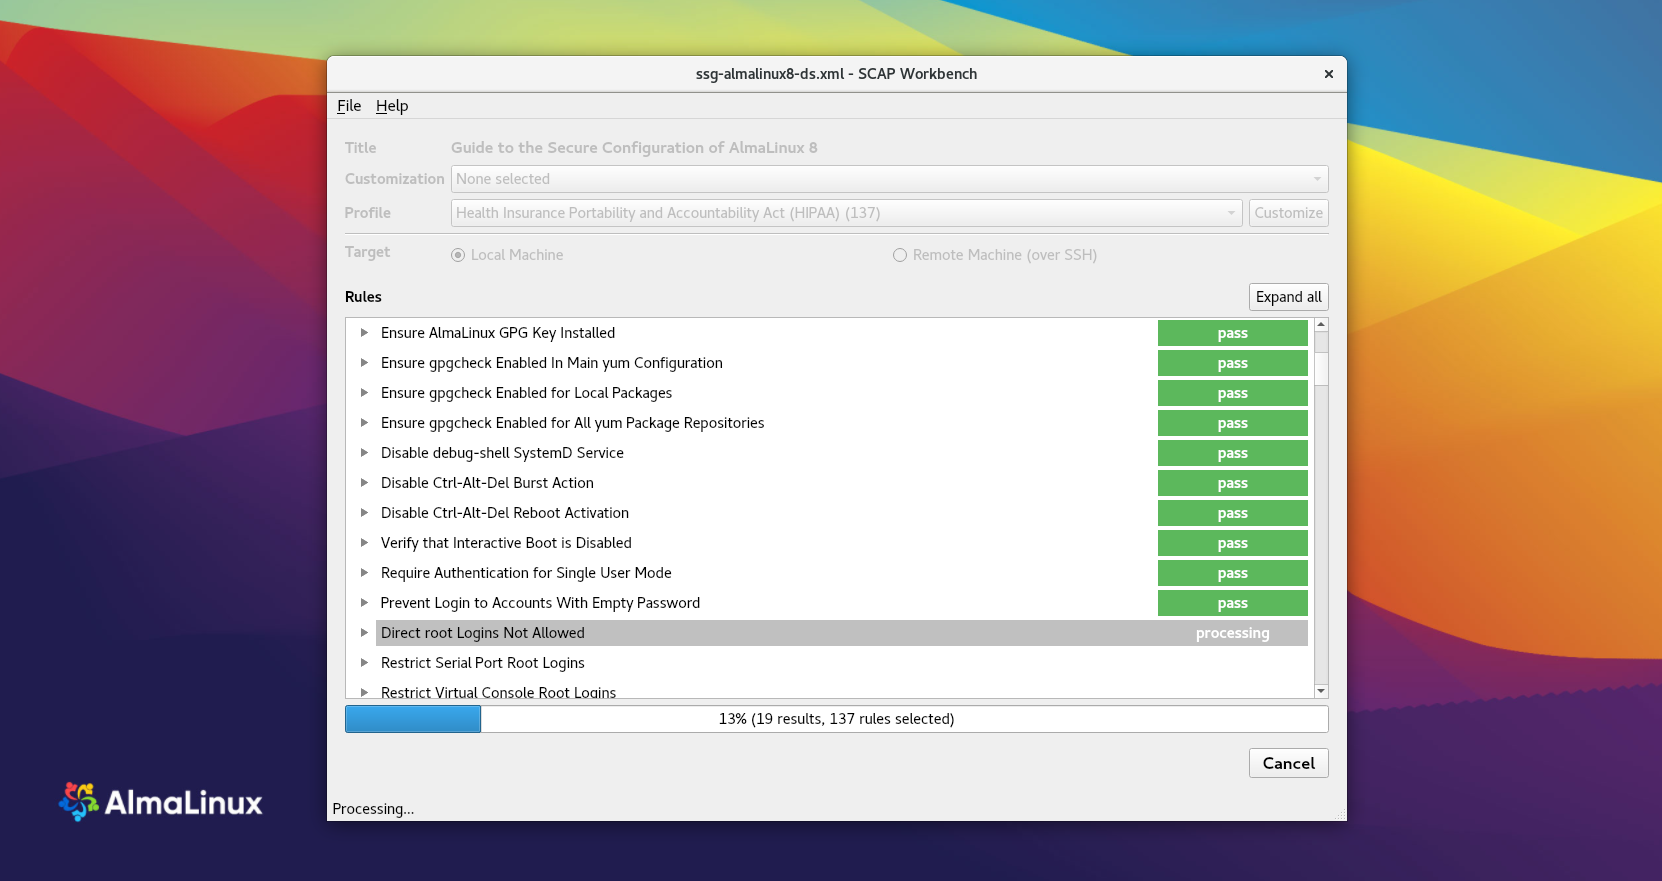 ssg-almalinux8-ds.xml - SCAP Workbench
File Help
Title Guide to the Secure Configuration of AlmaLinux 8
Customization None selected
Profile Health Insurance Portability and Accountability Act (HIPAA) (137) Customize
Target Local Machine Remote Machine (over SSH)
Rules Expand all
Ensure AlmaLinux GPG Key Installed pass
Ensure gpgcheck Enabled In Main yum Configuration pass
Ensure gpgcheck Enabled for Local Packages pass
Ensure gpgcheck Enabled for All yum Package Repositories pass
Disable debug-shell SystemD Service pass
Disable Ctrl-Alt-Del Burst Action pass
Disable Ctrl-Alt-Del Reboot Activation pass
Verify that Interactive Boot is Disabled pass
Require Authentication for Single User Mode pass
Prevent Login to Accounts With Empty Password pass
Direct root Logins Not Allowed processing
Restrict Serial Port Root Logins
Restrict Virtual Console Root Logins
13% (19 results, 137 rules selected)
Cancel
Processing...
AlmaLinux